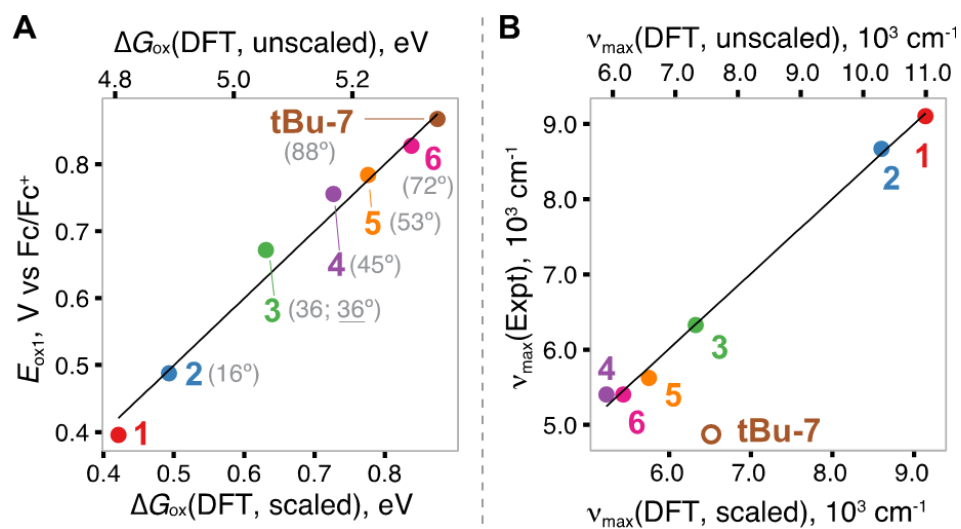 A
ΔGox(DFT, unscaled), eV
4.8 5.0 5.2
Eox1, V vs Fc/Fc⁺
0.8
0.7
0.6
0.5
0.4
tBu-7
(88º)
6
(72º)
5 (53º)
4 (45º)
3 (36; 36º)
2 (16º)
1
0.4 0.5 0.6 0.7 0.8
ΔGox(DFT, scaled), eV
B
νmax(DFT, unscaled), 10³ cm⁻¹
6.0 7.0 8.0 9.0 10.0 11.0
νmax(Expt), 10³ cm⁻¹
9.0
8.0
7.0
6.0
5.0
1
2
3
4
5
6
tBu-7
6.0 7.0 8.0 9.0
νmax(DFT, scaled), 10³ cm⁻¹